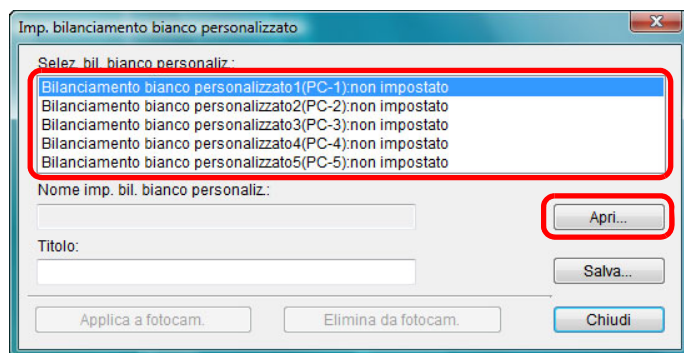 Imp. bilanciamento bianco personalizzato
Selez. bil. bianco personaliz.:
Bilanciamento bianco personalizzato1(PC-1):non impostato
Bilanciamento bianco personalizzato2(PC-2):non impostato
Bilanciamento bianco personalizzato3(PC-3):non impostato
Bilanciamento bianco personalizzato4(PC-4):non impostato
Bilanciamento bianco personalizzato5(PC-5):non impostato
Nome imp. bil. bianco personaliz.:
Apri...
Titolo:
Salva...
Applica a fotocam. Elimina da fotocam. Chiudi